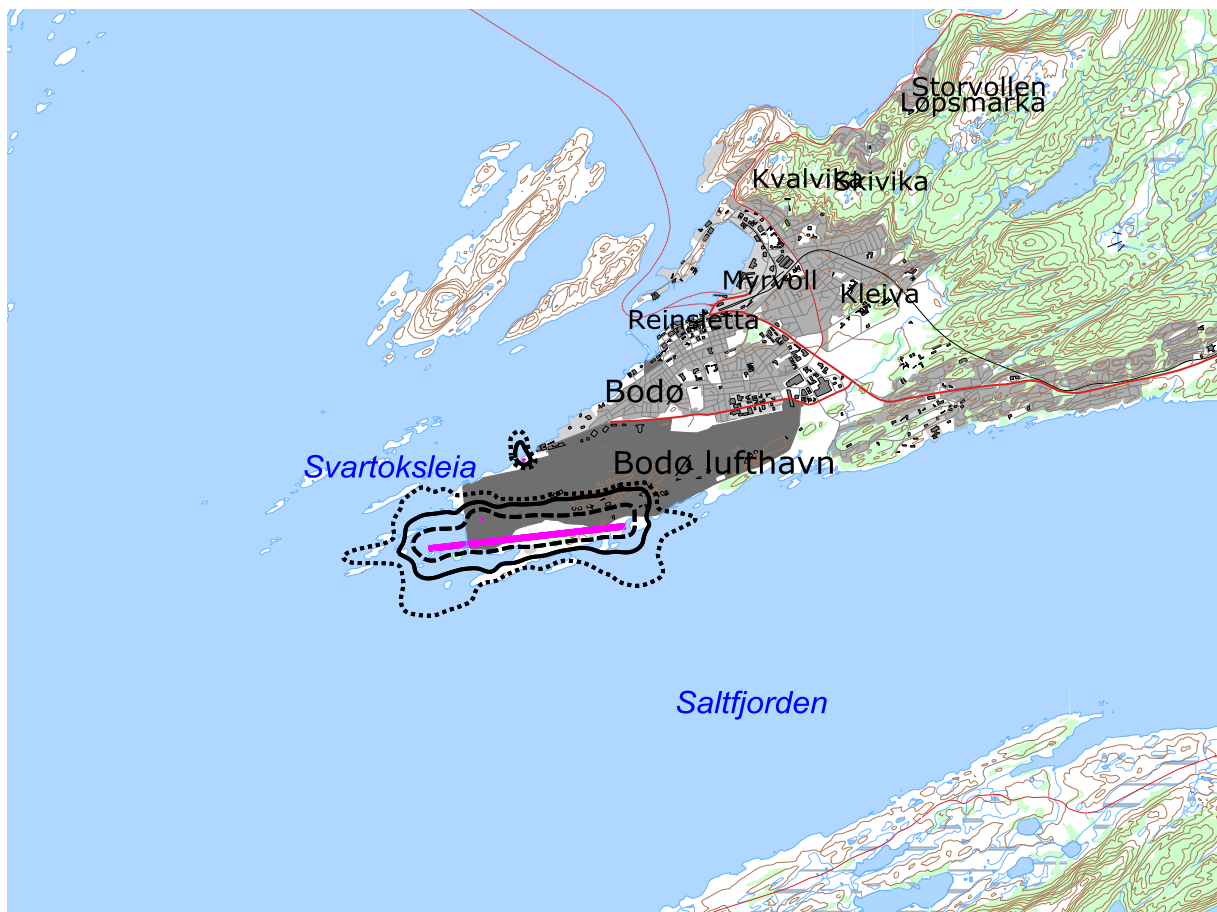 Storvollen
Løpsmarka
Kvalvika
Skivika
Myrvoll
Kleiva
Reinsletta
Bodø
Bodø lufthavn
Svartoksleia
Saltfjorden